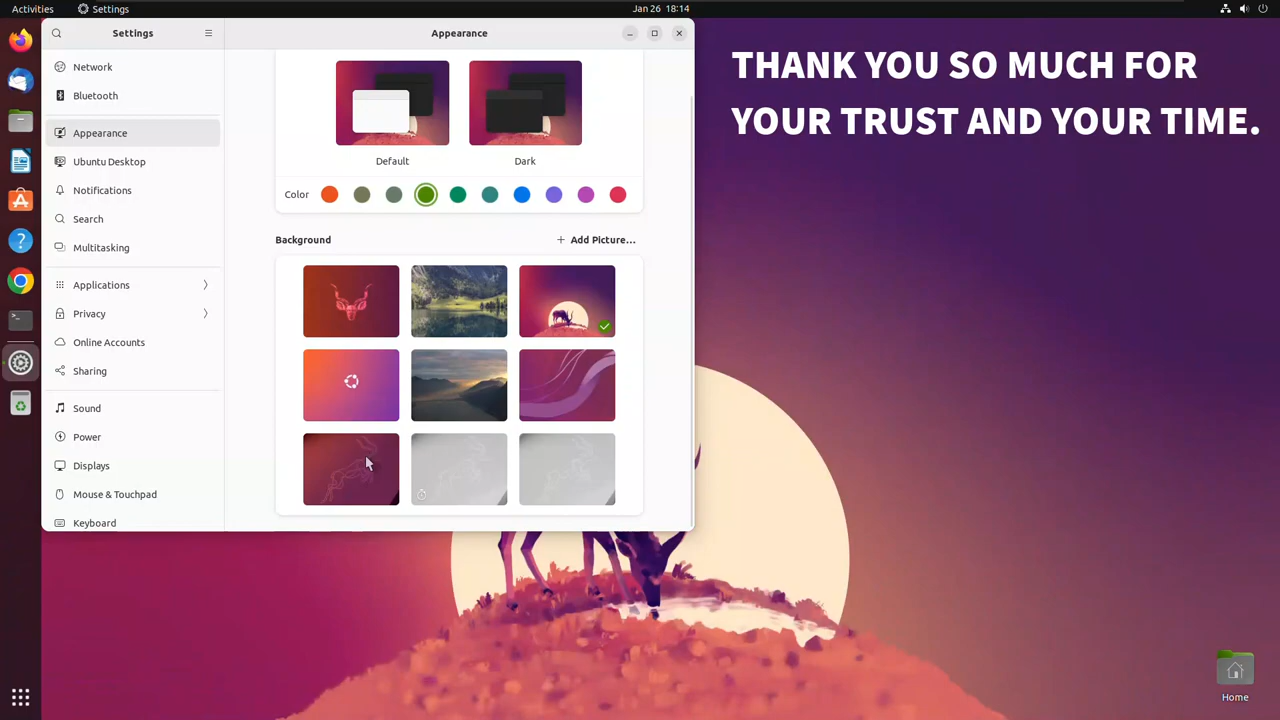 Activities
Settings
Jan 26 18:14
Settings
Appearance
THANK YOU SO MUCH FOR
YOUR TRUST AND YOUR TIME.
Network
Bluetooth
Appearance
Ubuntu Desktop
Notifications
Search
Multitasking
Applications
Privacy
Online Accounts
Sharing
Sound
Power
Displays
Mouse & Touchpad
Keyboard
Default
Dark
Color
Background
Add Picture...
Home